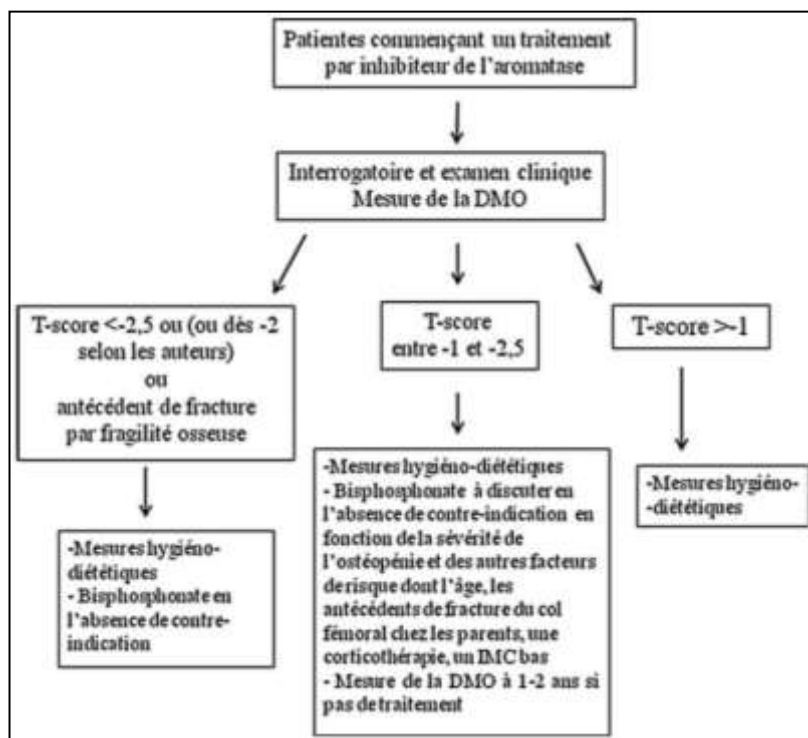 Patientes commençant un traitement
par inhibiteur de l'aromatase
Interrogatoire et examen clinique
Mesure de la DMO
T-score <-2,5 ou (ou dès -2
selon les auteurs)
ou
antécédent de fracture
par fragilité osseuse
T-score
entre -1 et -2,5
T-score >-1
-Mesures hygiéno-
diététiques
- Bisphosphonate en
l'absence de contre-
indication
-Mesures hygiéno-diététiques
- Bisphosphonate à discuter en
l'absence de contre-indication en
fonction de la sévérité de
l'ostéopénie et des autres facteurs
de risque dont l'âge, les
antécédents de fracture du col
fémoral chez les parents, une
corticothérapie, un IMC bas
- Mesure de la DMO à 1-2 ans si
pas de traitement
-Mesures hygiéno-
-diététiques